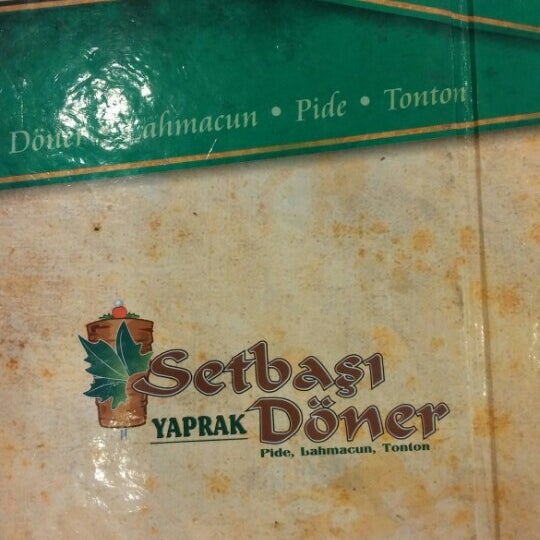 Döner • Lahmacun • Pide • Tonton
Setbaşı
YAPRAK Döner
Pide, Lahmacun, Tonton